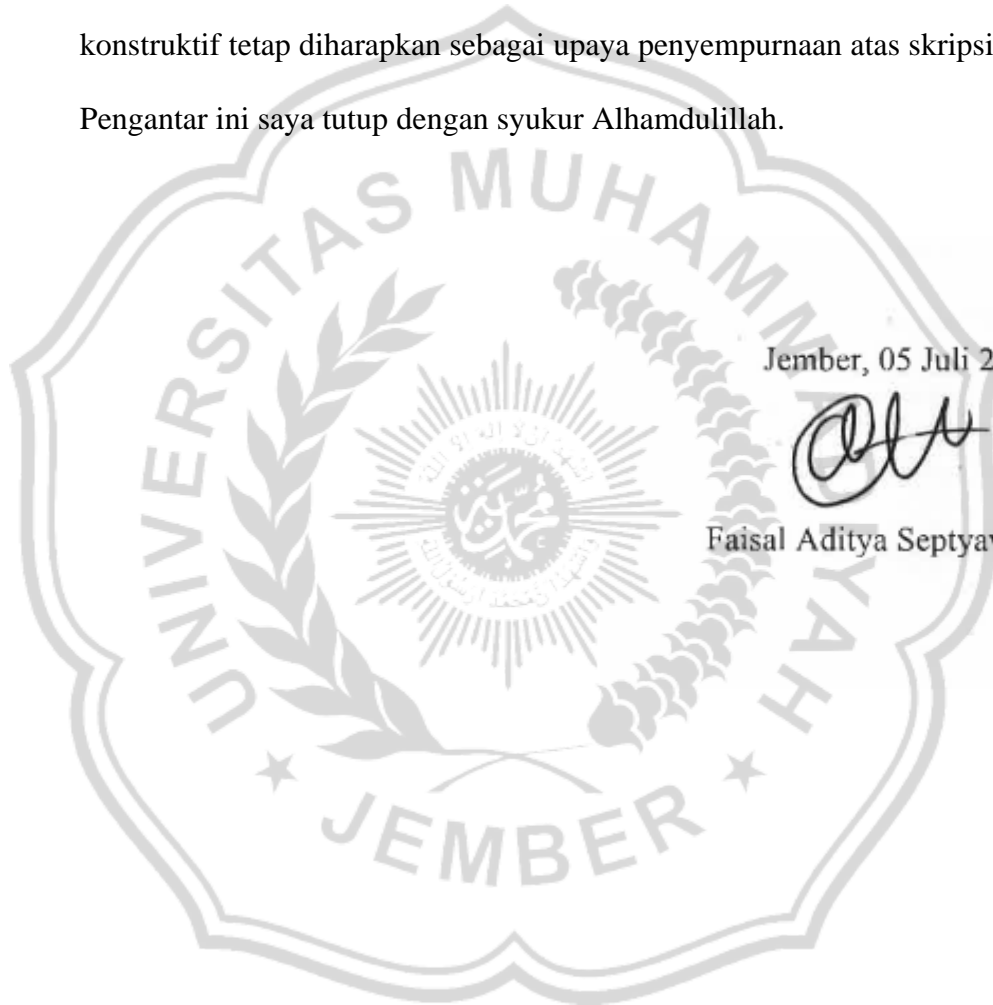 konstruktif tetap diharapkan sebagai upaya penyempurnaan atas skripsi
Pengantar ini saya tutup dengan syukur Alhamdulillah.
UNIVERSITAS MUHAMMADIYAH
JEMBER
Jember, 05 Juli 2
Faisal Aditya Septya